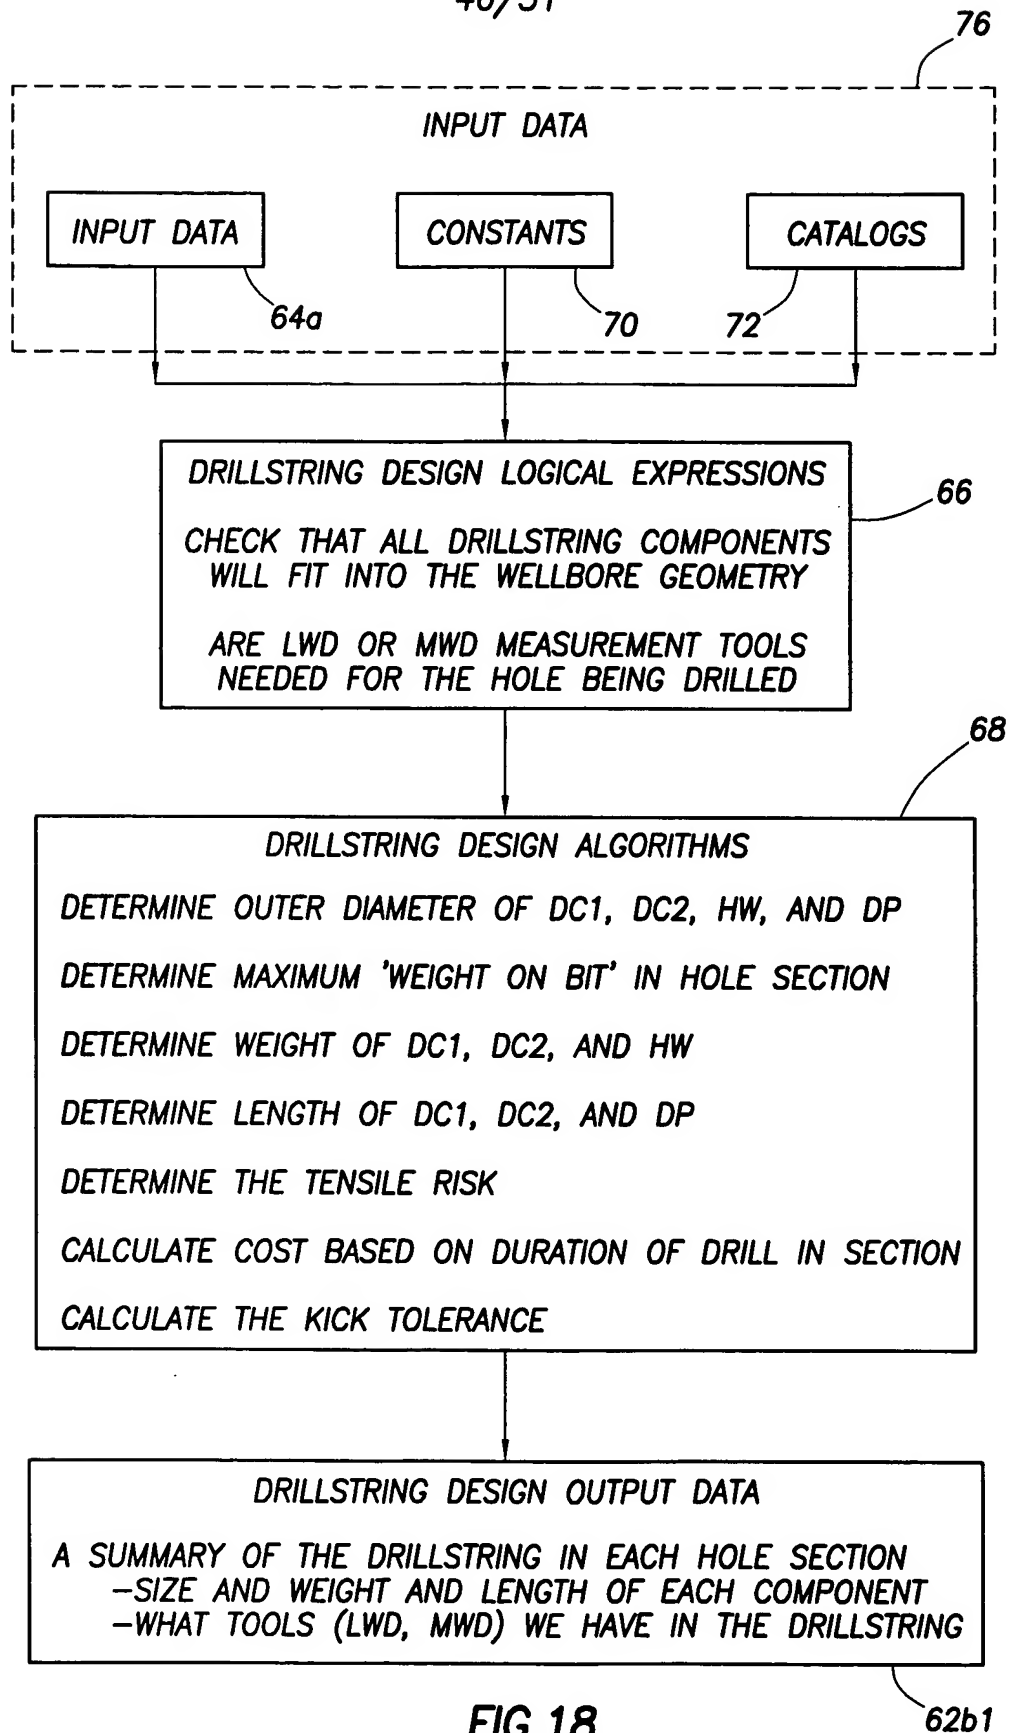 46/51
76
INPUT DATA
INPUT DATA
CONSTANTS
CATALOGS
64a
70
72
DRILLSTRING DESIGN LOGICAL EXPRESSIONS
66
CHECK THAT ALL DRILLSTRING COMPONENTS
WILL FIT INTO THE WELLBORE GEOMETRY
ARE LWD OR MWD MEASUREMENT TOOLS
NEEDED FOR THE HOLE BEING DRILLED
68
DRILLSTRING DESIGN ALGORITHMS
DETERMINE OUTER DIAMETER OF DC1, DC2, HW, AND DP
DETERMINE MAXIMUM 'WEIGHT ON BIT' IN HOLE SECTION
DETERMINE WEIGHT OF DC1, DC2, AND HW
DETERMINE LENGTH OF DC1, DC2, AND DP
DETERMINE THE TENSILE RISK
CALCULATE COST BASED ON DURATION OF DRILL IN SECTION
CALCULATE THE KICK TOLERANCE
DRILLSTRING DESIGN OUTPUT DATA
A SUMMARY OF THE DRILLSTRING IN EACH HOLE SECTION
-SIZE AND WEIGHT AND LENGTH OF EACH COMPONENT
-WHAT TOOLS (LWD, MWD) WE HAVE IN THE DRILLSTRING
62b1
FIG.18